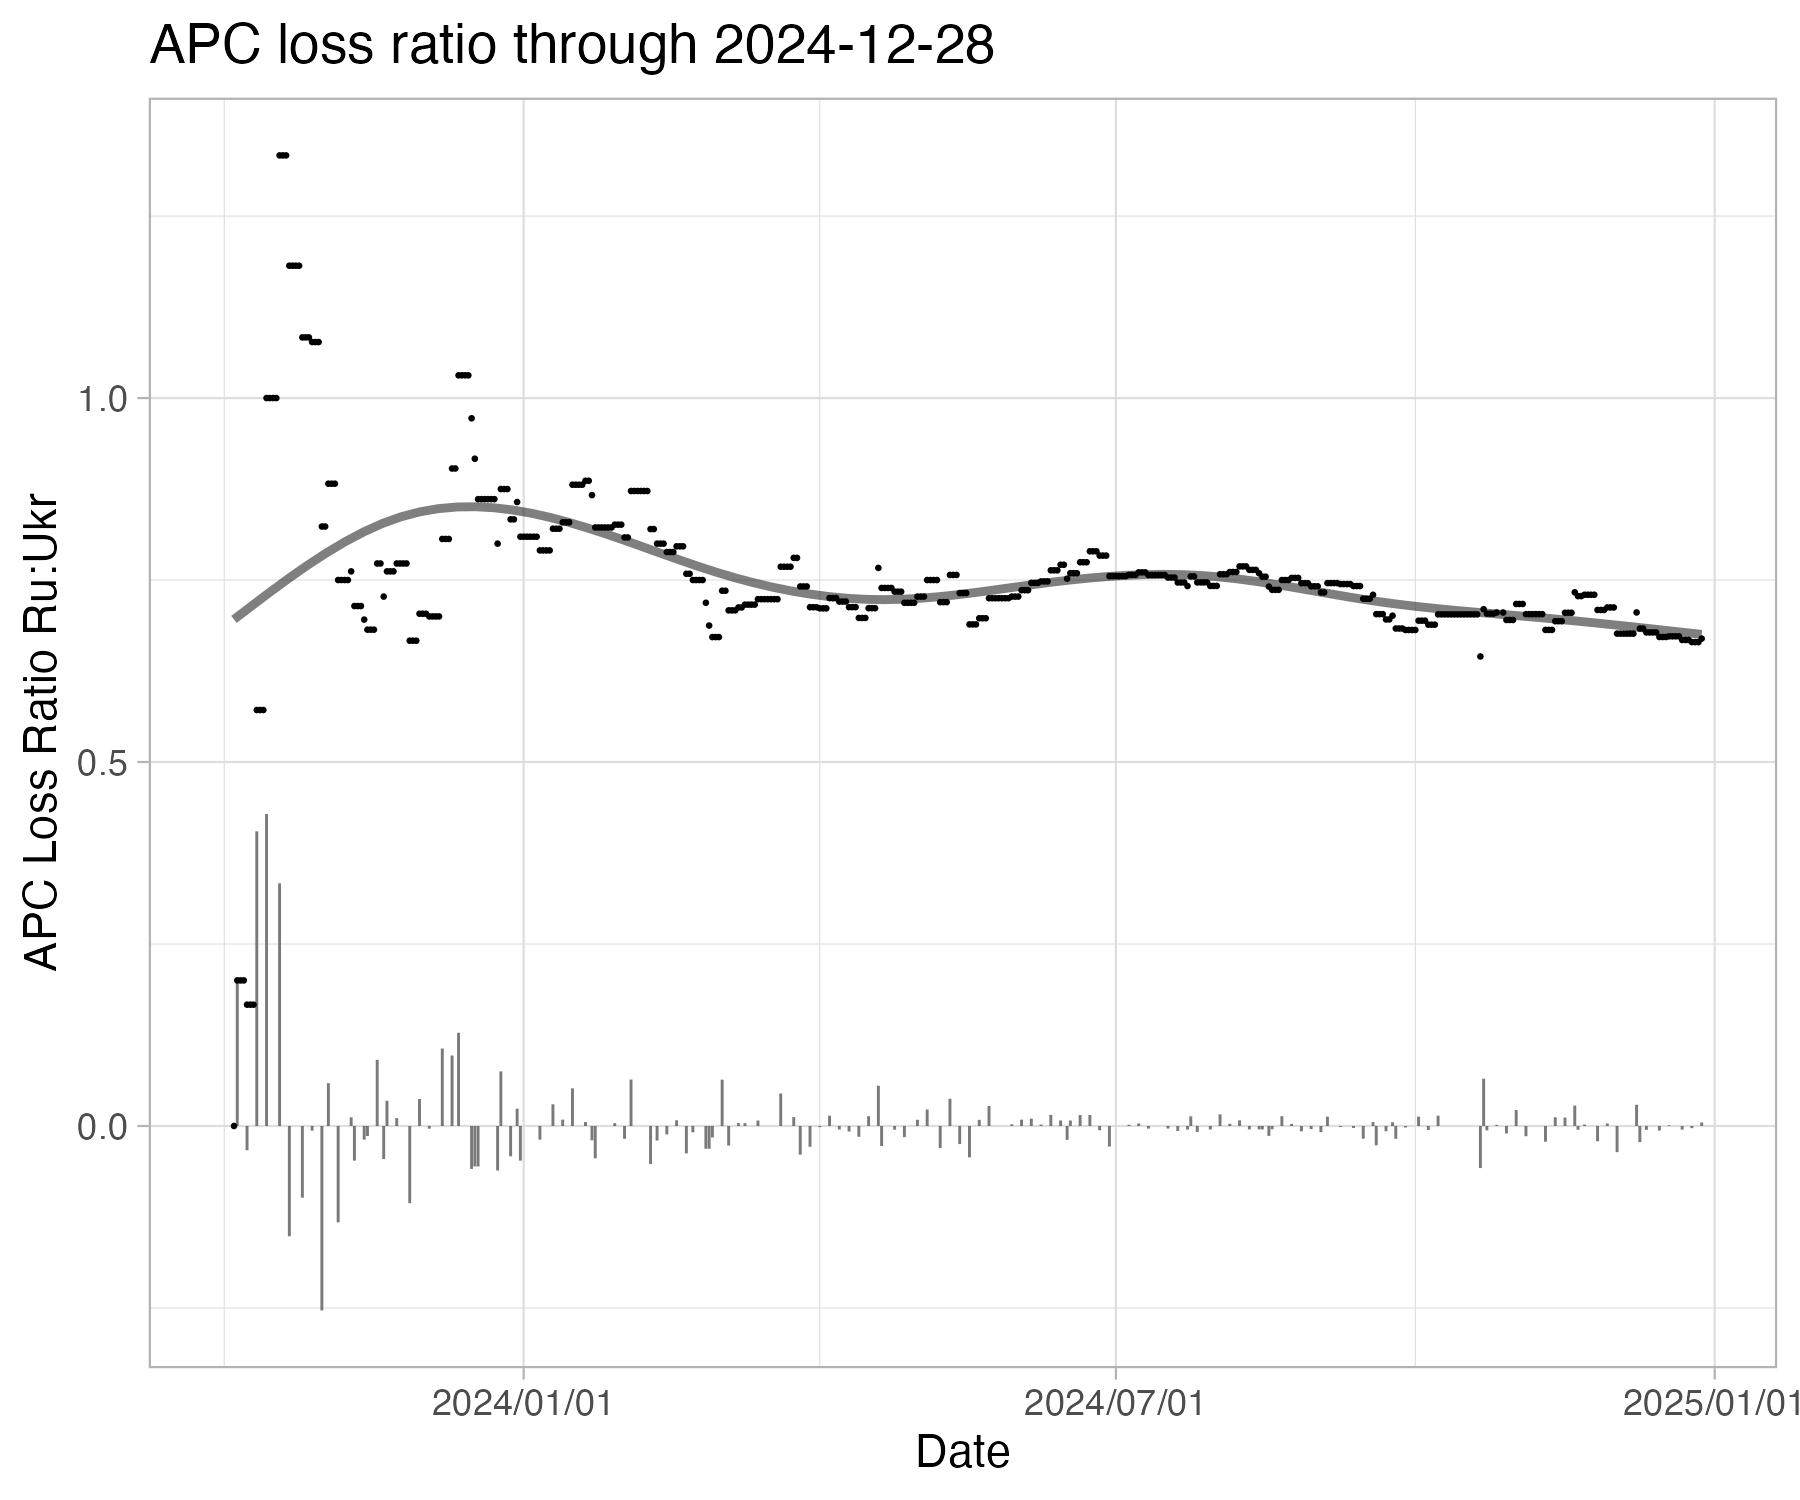 APC loss ratio through 2024-12-28
APC Loss Ratio Ru:Ukr
1.0
0.5
0.0
2024/01/01
2024/07/01
2025/01/01
Date